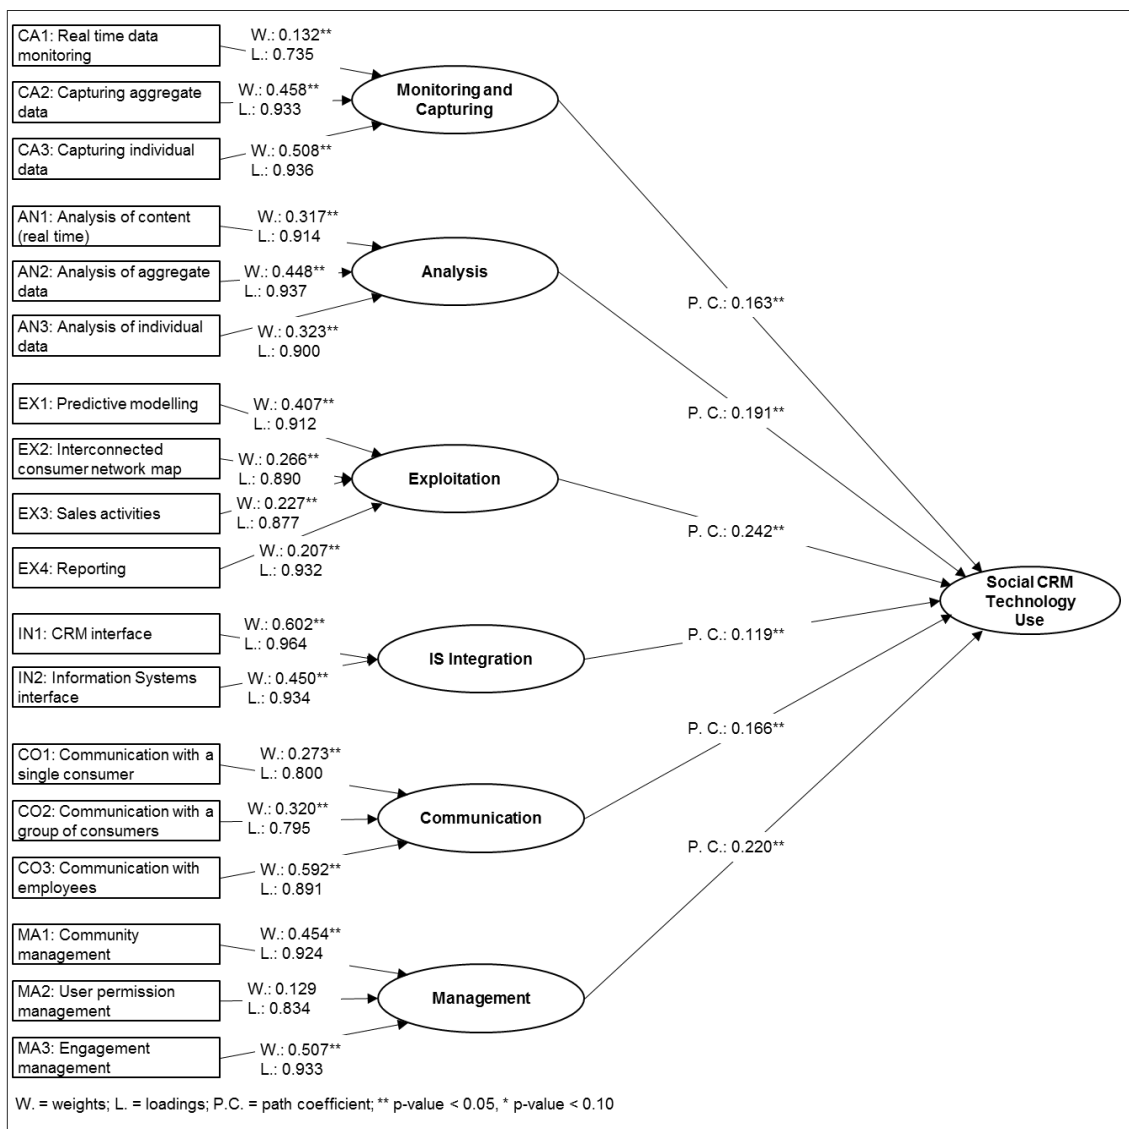 CA1: Real time data
monitoring
W.: 0.132**
L.: 0.735
CA2: Capturing aggregate
data
W.: 0.458**
L.: 0.933
CA3: Capturing individual
data
W.: 0.508**
L.: 0.936
Monitoring and
Capturing
AN1: Analysis of content
(real time)
W.: 0.317**
L.: 0.914
AN2: Analysis of aggregate
data
W.: 0.448**
L.: 0.937
AN3: Analysis of individual
data
W.: 0.323**
L.: 0.900
Analysis
EX1: Predictive modelling
W.: 0.407**
L.: 0.912
EX2: Interconnected
consumer network map
W.: 0.266**
L.: 0.890
EX3: Sales activities
W.: 0.227**
L.: 0.877
EX4: Reporting
W.: 0.207**
L.: 0.932
Exploitation
IN1: CRM interface
W.: 0.602**
L.: 0.964
IN2: Information Systems
interface
W.: 0.450**
L.: 0.934
IS Integration
CO1: Communication with a
single consumer
W.: 0.273**
L.: 0.800
CO2: Communication with a
group of consumers
W.: 0.320**
L.: 0.795
CO3: Communication with
employees
W.: 0.592**
L.: 0.891
Communication
MA1: Community
management
W.: 0.454**
L.: 0.924
MA2: User permission
management
W.: 0.129
L.: 0.834
MA3: Engagement
management
W.: 0.507**
L.: 0.933
Management
P. C.: 0.163**
P. C.: 0.191**
P. C.: 0.242**
P. C.: 0.119**
P. C.: 0.166**
P. C.: 0.220**
Social CRM
Technology
Use
W. = weights; L. = loadings; P.C. = path coefficient; ** p-value < 0.05, * p-value < 0.10